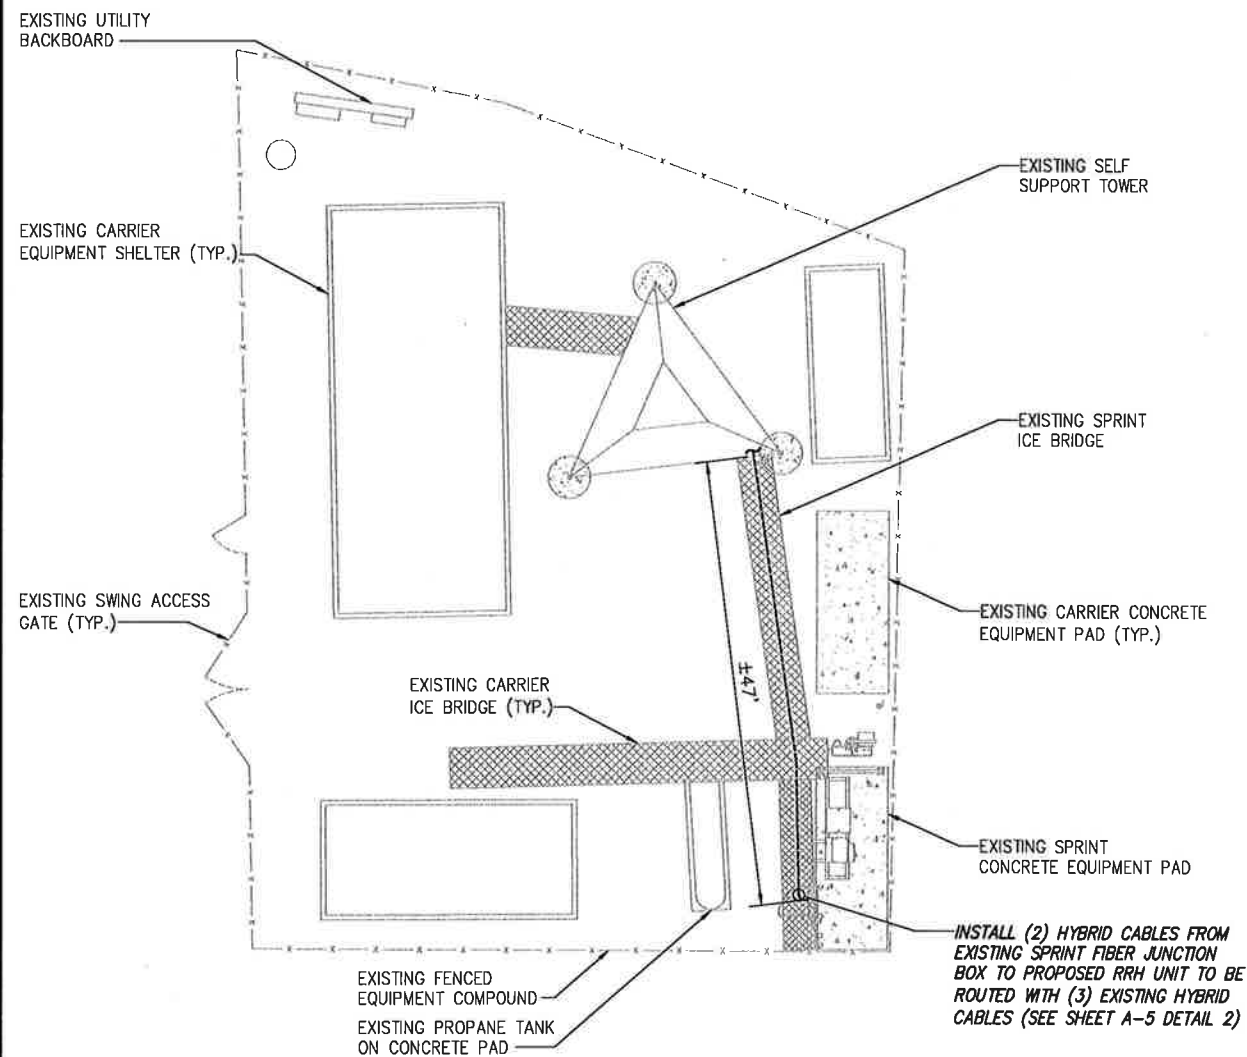 EXISTING UTILITY
BACKBOARD
EXISTING SELF
SUPPORT TOWER
EXISTING CARRIER
EQUIPMENT SHELTER (TYP.)
EXISTING SPRINT
ICE BRIDGE
EXISTING SWING ACCESS
GATE (TYP.)
EXISTING CARRIER CONCRETE
EQUIPMENT PAD (TYP.)
±47'
EXISTING CARRIER
ICE BRIDGE (TYP.)
EXISTING SPRINT
CONCRETE EQUIPMENT PAD
INSTALL (2) HYBRID CABLES FROM
EXISTING SPRINT FIBER JUNCTION
BOX TO PROPOSED RRH UNIT TO BE
ROUTED WITH (3) EXISTING HYBRID
CABLES (SEE SHEET A-5 DETAIL 2)
EXISTING FENCED
EQUIPMENT COMPOUND
EXISTING PROPANE TANK
ON CONCRETE PAD